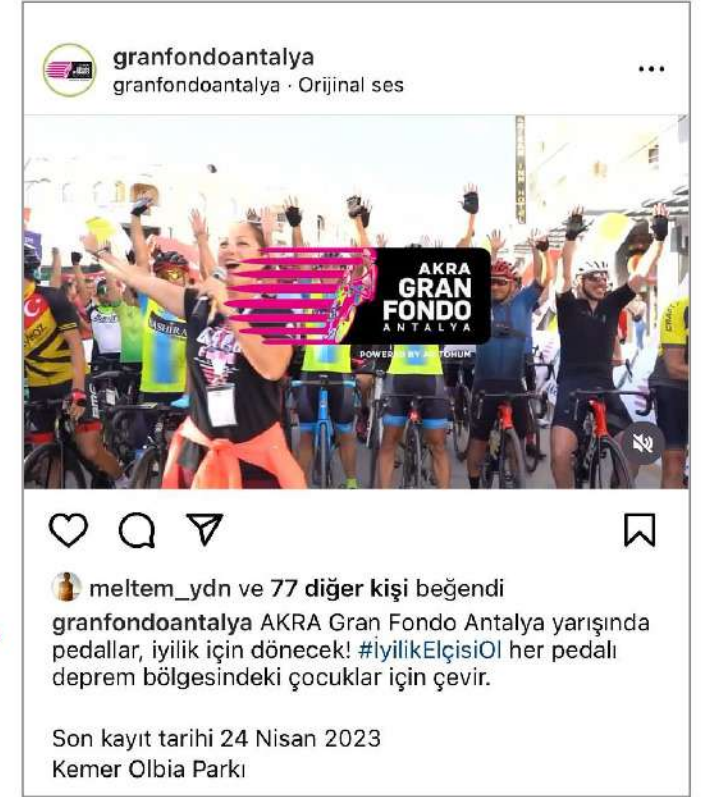 granfondoantalya
granfondoantalya · Orijinal ses
AKRA
GRAN
FONDO
ANTALYA
POWERED BY
meltem_ydn ve 77 diğer kişi beğendi
granfondoantalya AKRA Gran Fondo Antalya yarışında
pedallar, iyilik için dönecek! #İyilikElçisiOl her pedalı
deprem bölgesindeki çocuklar için çevir.
Son kayıt tarihi 24 Nisan 2023
Kemer Olbia Parkı